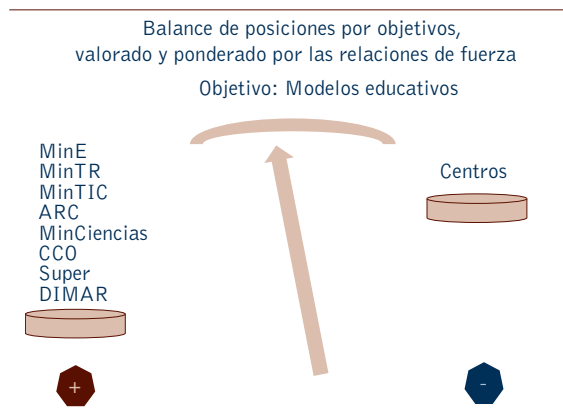 Balance de posiciones por objetivos,
valorado y ponderado por las relaciones de fuerza
Objetivo: Modelos educativos
MinE
MinTR
MinTIC
ARC
MinCiencias
CCO
Super
DIMAR
Centros
+
-